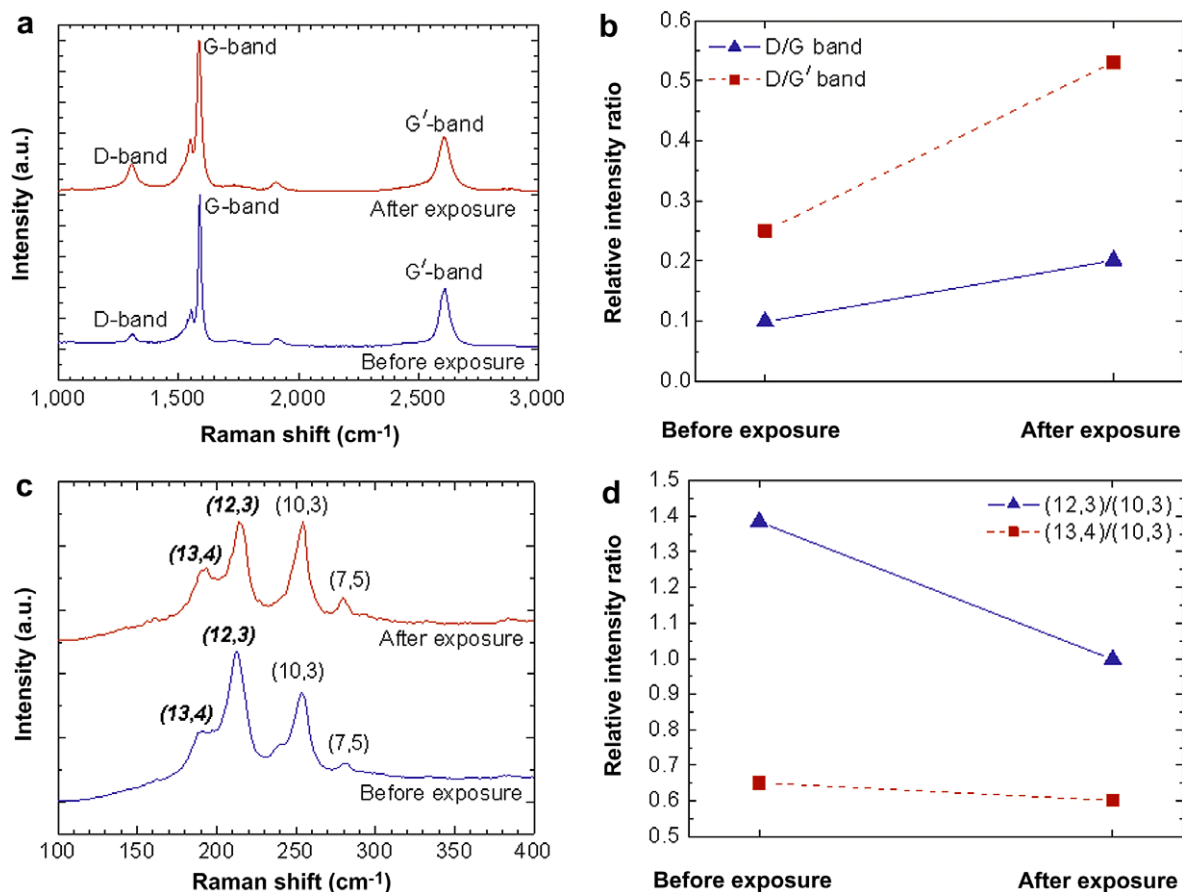 a
G-band
G′-band
D-band
After exposure
G-band
G′-band
D-band
Before exposure
Intensity (a.u.)
1,000 1,500 2,000 2,500 3,000
Raman shift (cm-1)
b
D/G band
D/G′ band
Relative intensity ratio
0.6
0.5
0.4
0.3
0.2
0.1
0.0
Before exposure After exposure
c
(12,3) (10,3)
(13,4)
(7,5)
After exposure
(12,3)
(10,3)
(13,4)
(7,5)
Before exposure
Intensity (a.u.)
100 150 200 250 300 350 400
Raman shift (cm-1)
d
(12,3)/(10,3)
(13,4)/(10,3)
Relative intensity ratio
1.5
1.4
1.3
1.2
1.1
1.0
0.9
0.8
0.7
0.6
0.5
Before exposure After exposure